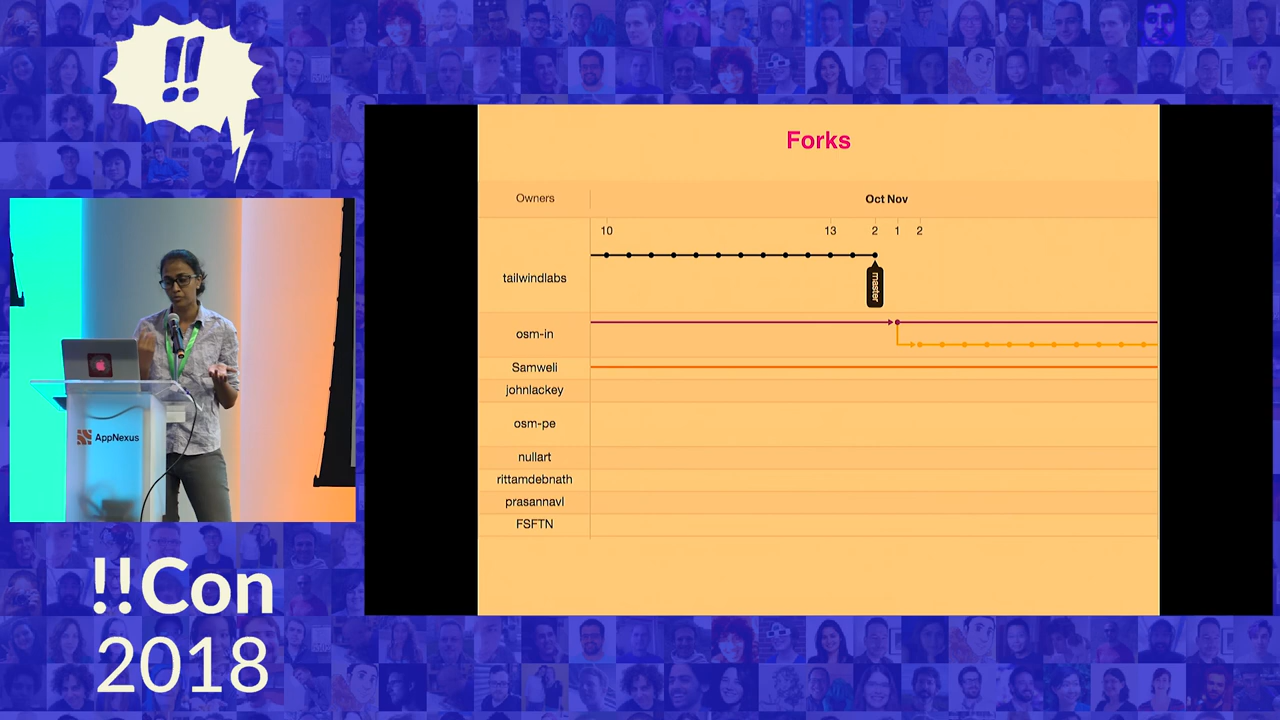 !!
Forks
Owners
Oct Nov
10 13 2 1 2
tailwindlabs
master
osm-in
Samweli
johnlackey
osm-pe
nullart
rittamdebnath
prasannavl
FSFTN
AppNexus
!!Con
2018